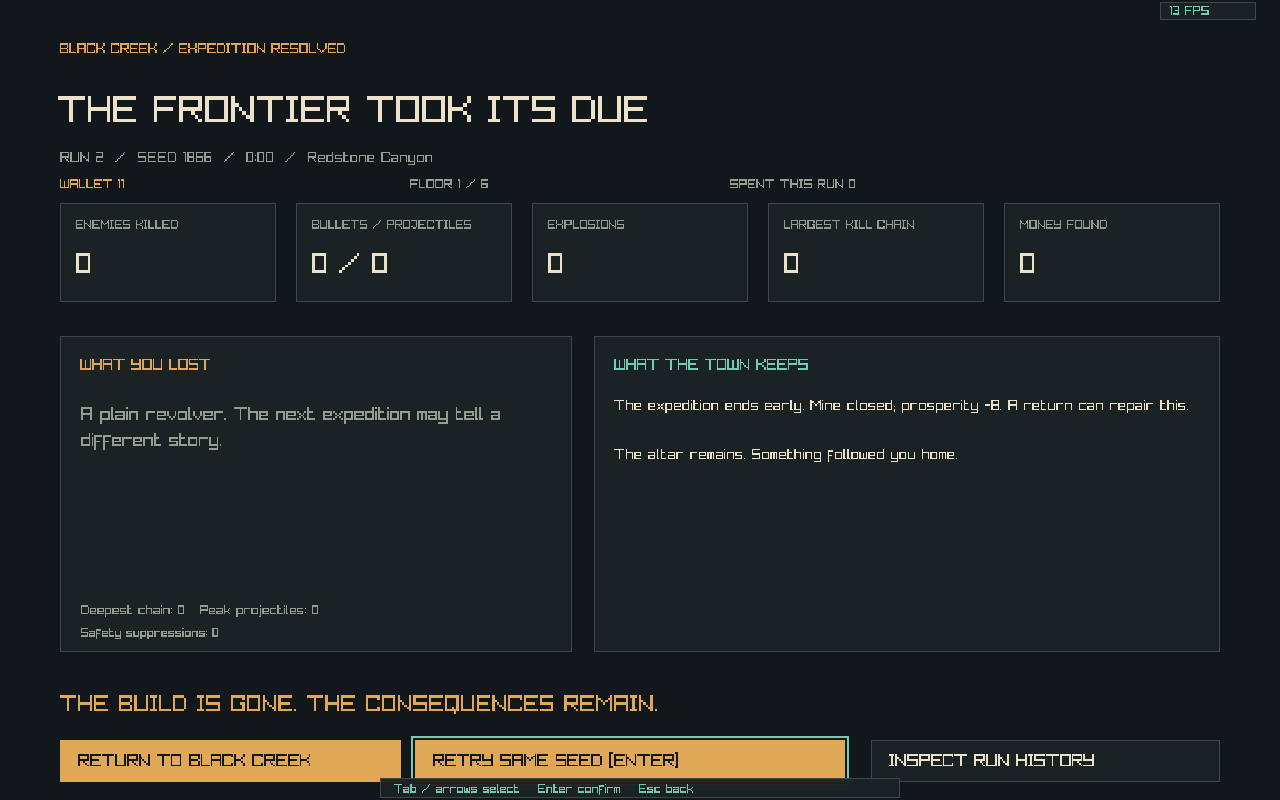 13 FPS
BLACK CREEK / EXPEDITION RESOLVED
THE FRONTIER TOOK ITS DUE
RUN 2 / SEED 1866 / 0:00 / Redstone Canyon
WALLET 11 FLOOR 1 / 6 SPENT THIS RUN 0
ENEMIES KILLED
0
BULLETS / PROJECTILES
0 / 0
EXPLOSIONS
0
LARGEST KILL CHAIN
0
MONEY FOUND
0
WHAT YOU LOST
A plain revolver. The next expedition may tell a
different story.
Deepest chain: 0 Peak projectiles: 0
Safety suppressions: 0
WHAT THE TOWN KEEPS
The expedition ends early. Mine closed; prosperity -8. A return can repair this.
The altar remains. Something followed you home.
THE BUILD IS GONE. THE CONSEQUENCES REMAIN.
RETURN TO BLACK CREEK
RETRY SAME SEED [ENTER]
INSPECT RUN HISTORY
Tab / arrows select Enter confirm Esc back